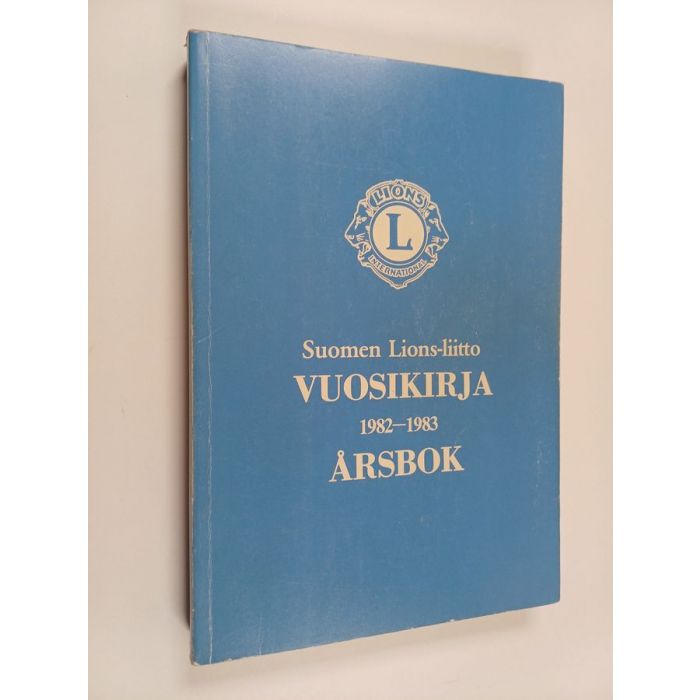 LIONS
L
INTERNATIONAL
Suomen Lions-liitto
VUOSIKIRJA
1982—1983
ÅRSBOK